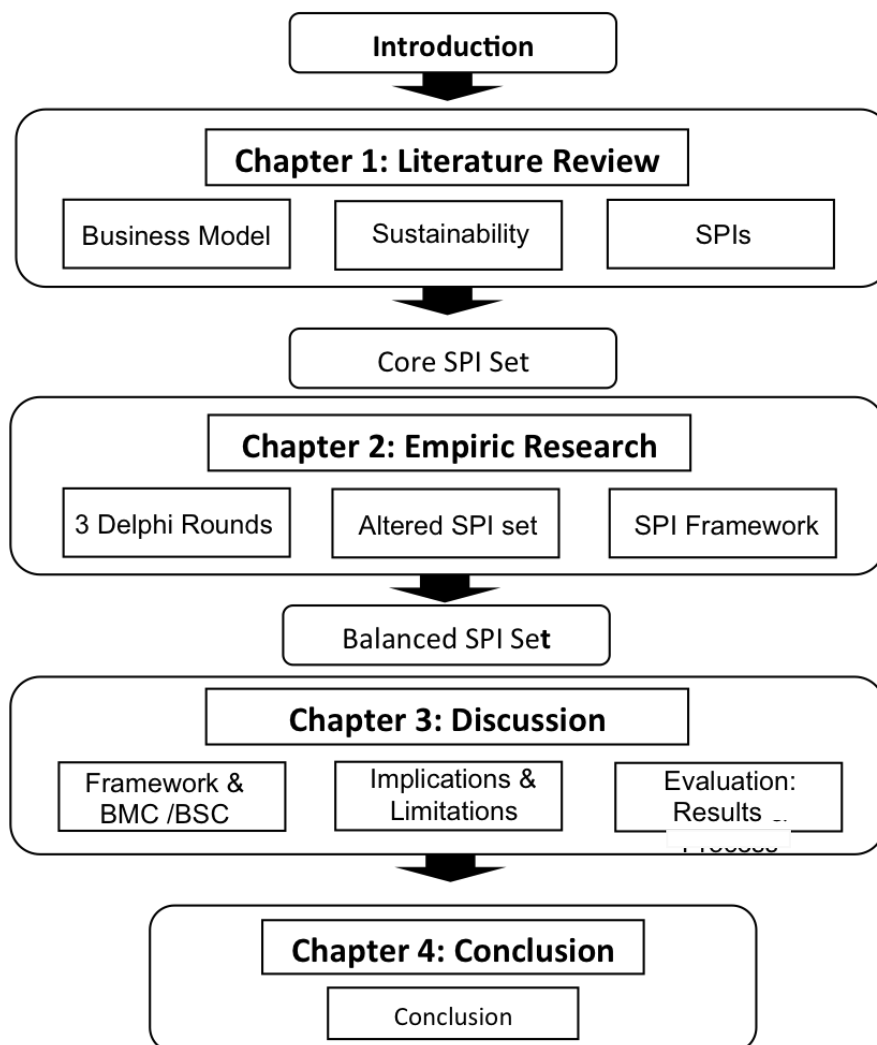 Introduction
Chapter 1: Literature Review
Business Model
Sustainability
SPIs
Core SPI Set
Chapter 2: Empiric Research
3 Delphi Rounds
Altered SPI set
SPI Framework
Balanced SPI Set
Chapter 3: Discussion
Framework &
BMC /BSC
Implications &
Limitations
Evaluation:
Results
Chapter 4: Conclusion
Conclusion